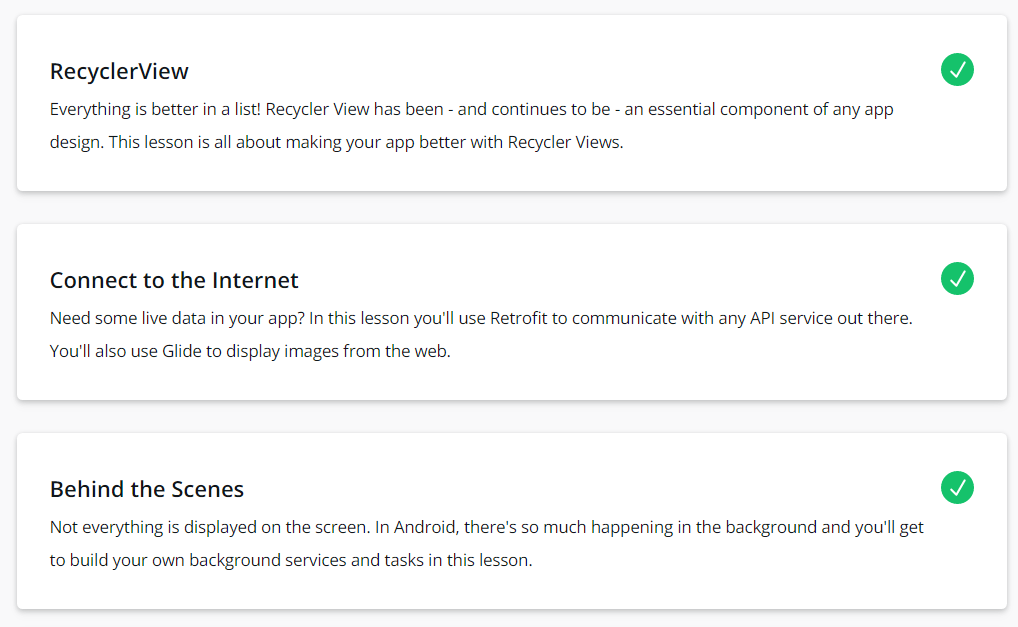 RecyclerView
Everything is better in a list! Recycler View has been - and continues to be - an essential component of any app
design. This lesson is all about making your app better with Recycler Views.
Connect to the Internet
Need some live data in your app? In this lesson you'll use Retrofit to communicate with any API service out there.
You'll also use Glide to display images from the web.
Behind the Scenes
Not everything is displayed on the screen. In Android, there's so much happening in the background and you'll get
to build your own background services and tasks in this lesson.